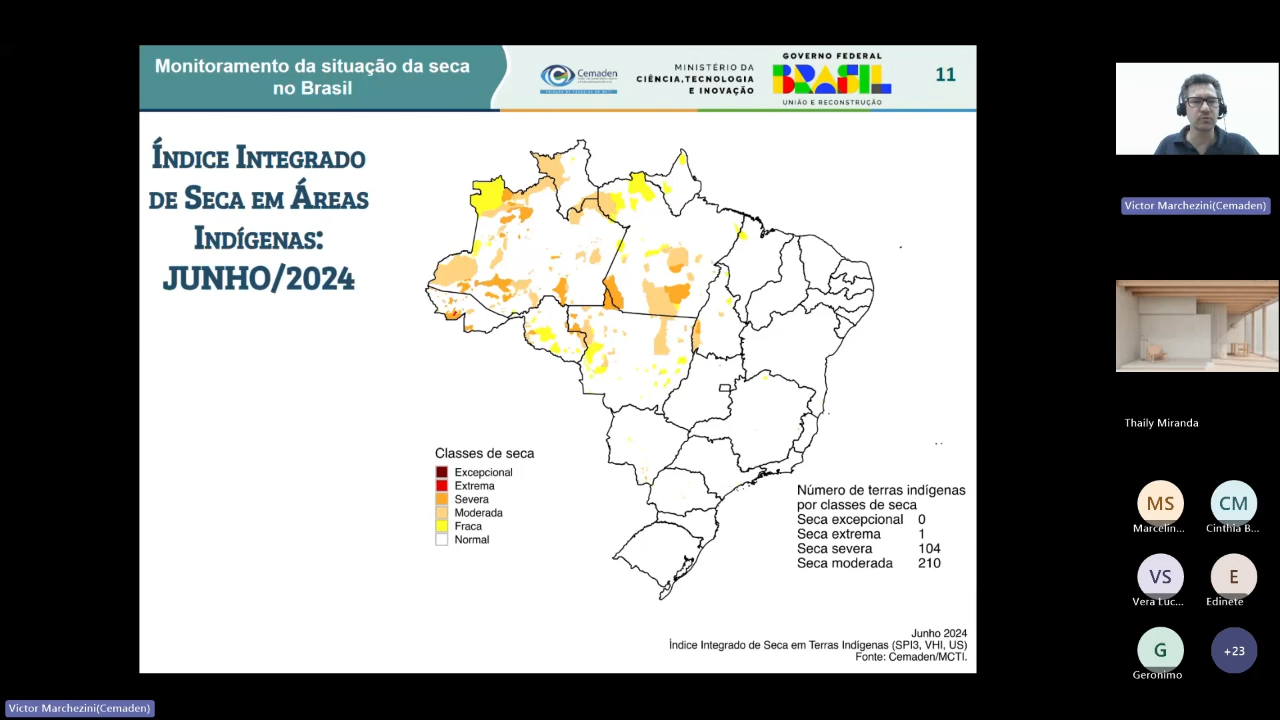 Monitoramento da situação da seca
no Brasil
Cemaden
MINISTÉRIO DA
CIÊNCIA, TECNOLOGIA
E INOVAÇÃO
GOVERNO FEDERAL
BRASIL
UNIÃO E RECONSTRUÇÃO
11
ÍNDICE INTEGRADO
DE SECA EM ÁREAS
INDÍGENAS:
JUNHO/2024
Classes de seca
Excepcional
Extrema
Severa
Moderada
Fraca
Normal
Número de terras indígenas
por classes de seca
Seca excepcional 0
Seca extrema 1
Seca severa 104
Seca moderada 210
Junho 2024
Índice Integrado de Seca em Terras Indígenas (SPI3, VHI, US)
Fonte: Cemaden/MCTI.
Victor Marchezini(Cemaden)
Thaily Miranda
MS
CM
Marcelin...
Cinthia B...
VS
E
Vera Luc...
Edinete
G
+23
Geronimo
Victor Marchezini(Cemaden)